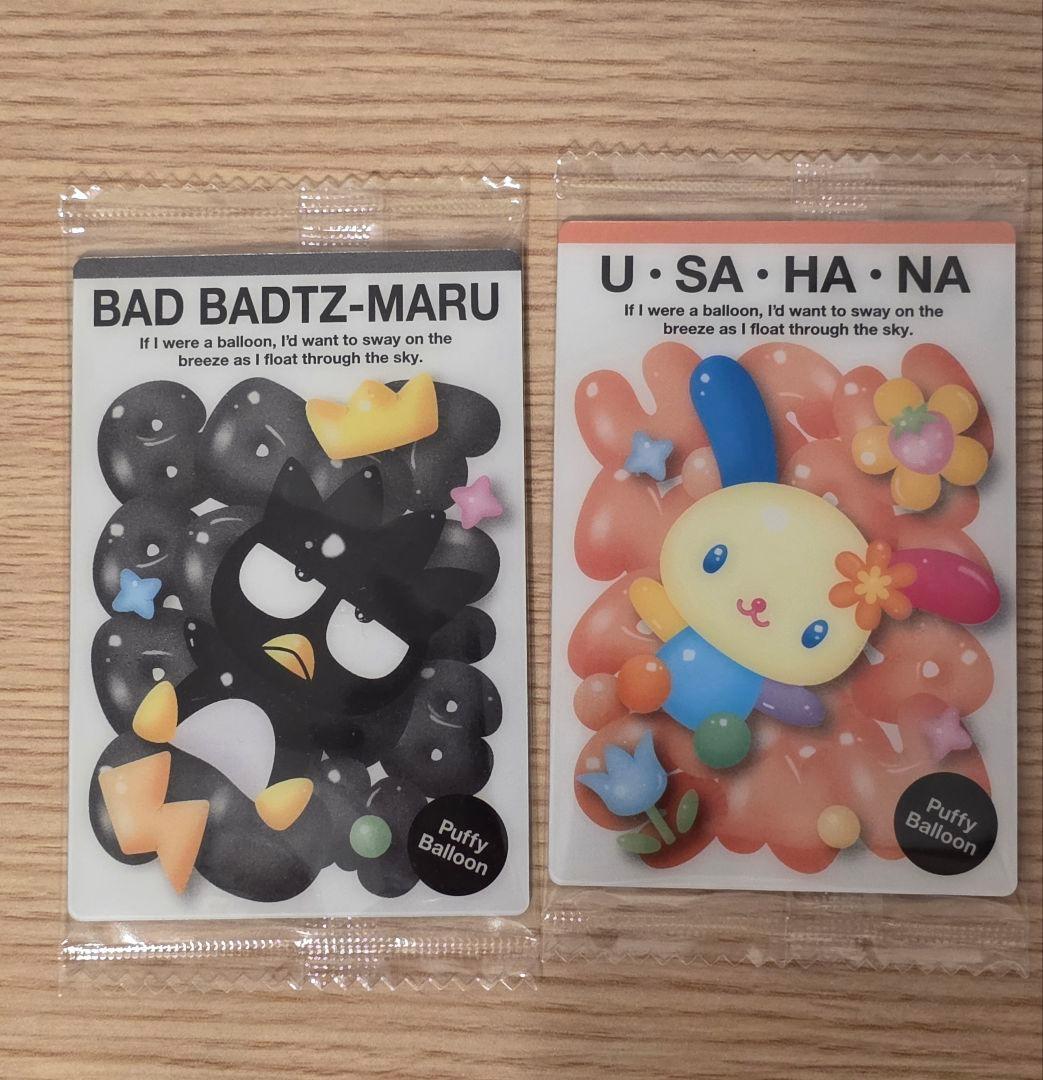 BAD BADTZ-MARU
If I were a balloon, I'd want to sway on the
breeze as I float through the sky.
Puffy
Balloon
U・SA・HA・NA
If I were a balloon, I'd want to sway on the
breeze as I float through the sky.
Puffy
Balloon